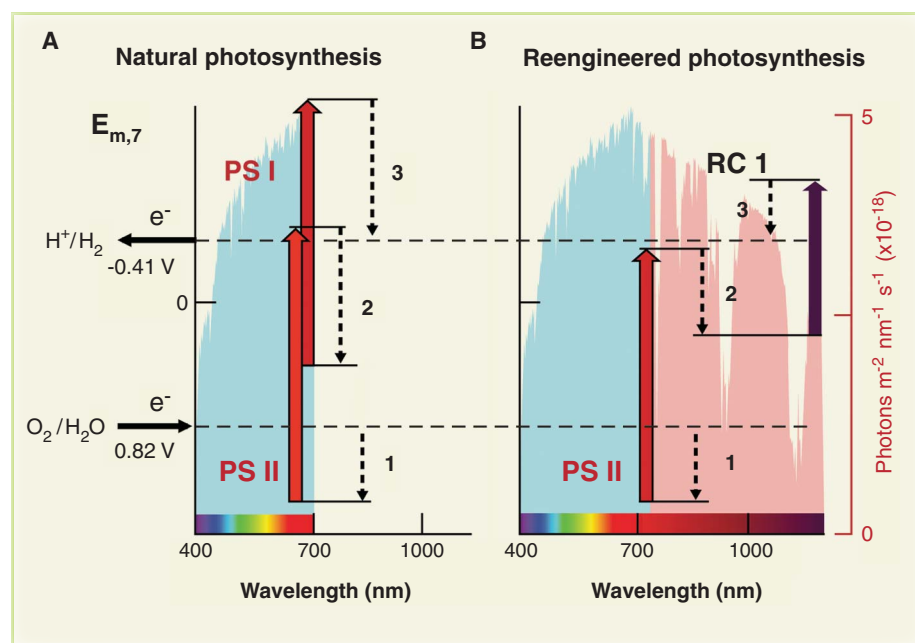 A
Natural photosynthesis
E_m,7
PS I
3
e⁻
H⁺/H₂
-0.41 V
0
2
e⁻
O₂/H₂O
0.82 V
PS II
1
400
700
1000
Wavelength (nm)
B
Reengineered photosynthesis
5
RC 1
3
2
PS II
1
0
Photons m⁻² nm⁻¹ s⁻¹ (x10⁻¹⁸)
400
700
1000
Wavelength (nm)